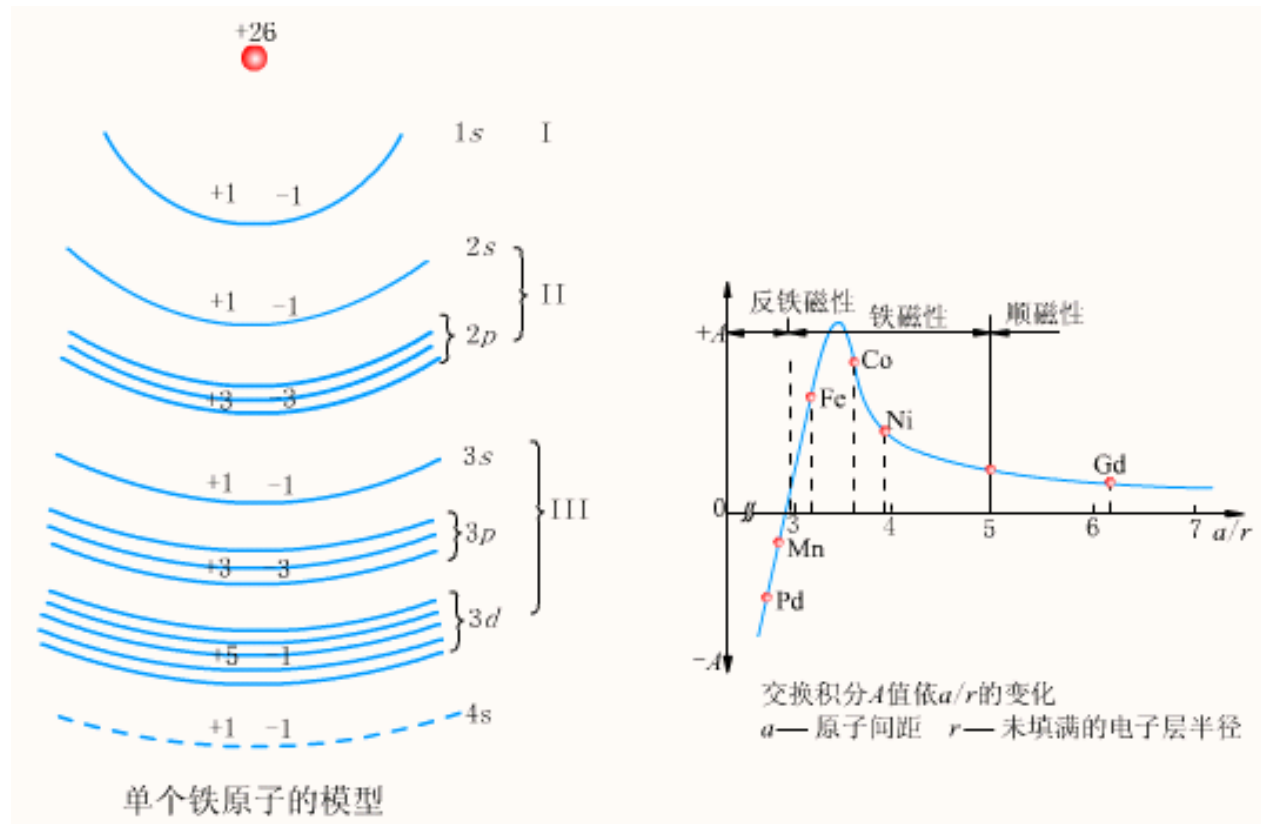 +26
1s I
+1 -1
2s
II
+1 -1
2p
+3 -3
3s
+1 -1
III
3p
+3 -3
3d
+5 -1
4s
+1 -1
单个铁原子的模型
反铁磁性 铁磁性 顺磁性
+A
Co
Fe
Ni
Gd
0 3 4 5 6 7 a/r
Mn
Pd
-A
交换积分A值依a/r的变化
a— 原子间距 r— 未填满的电子层半径